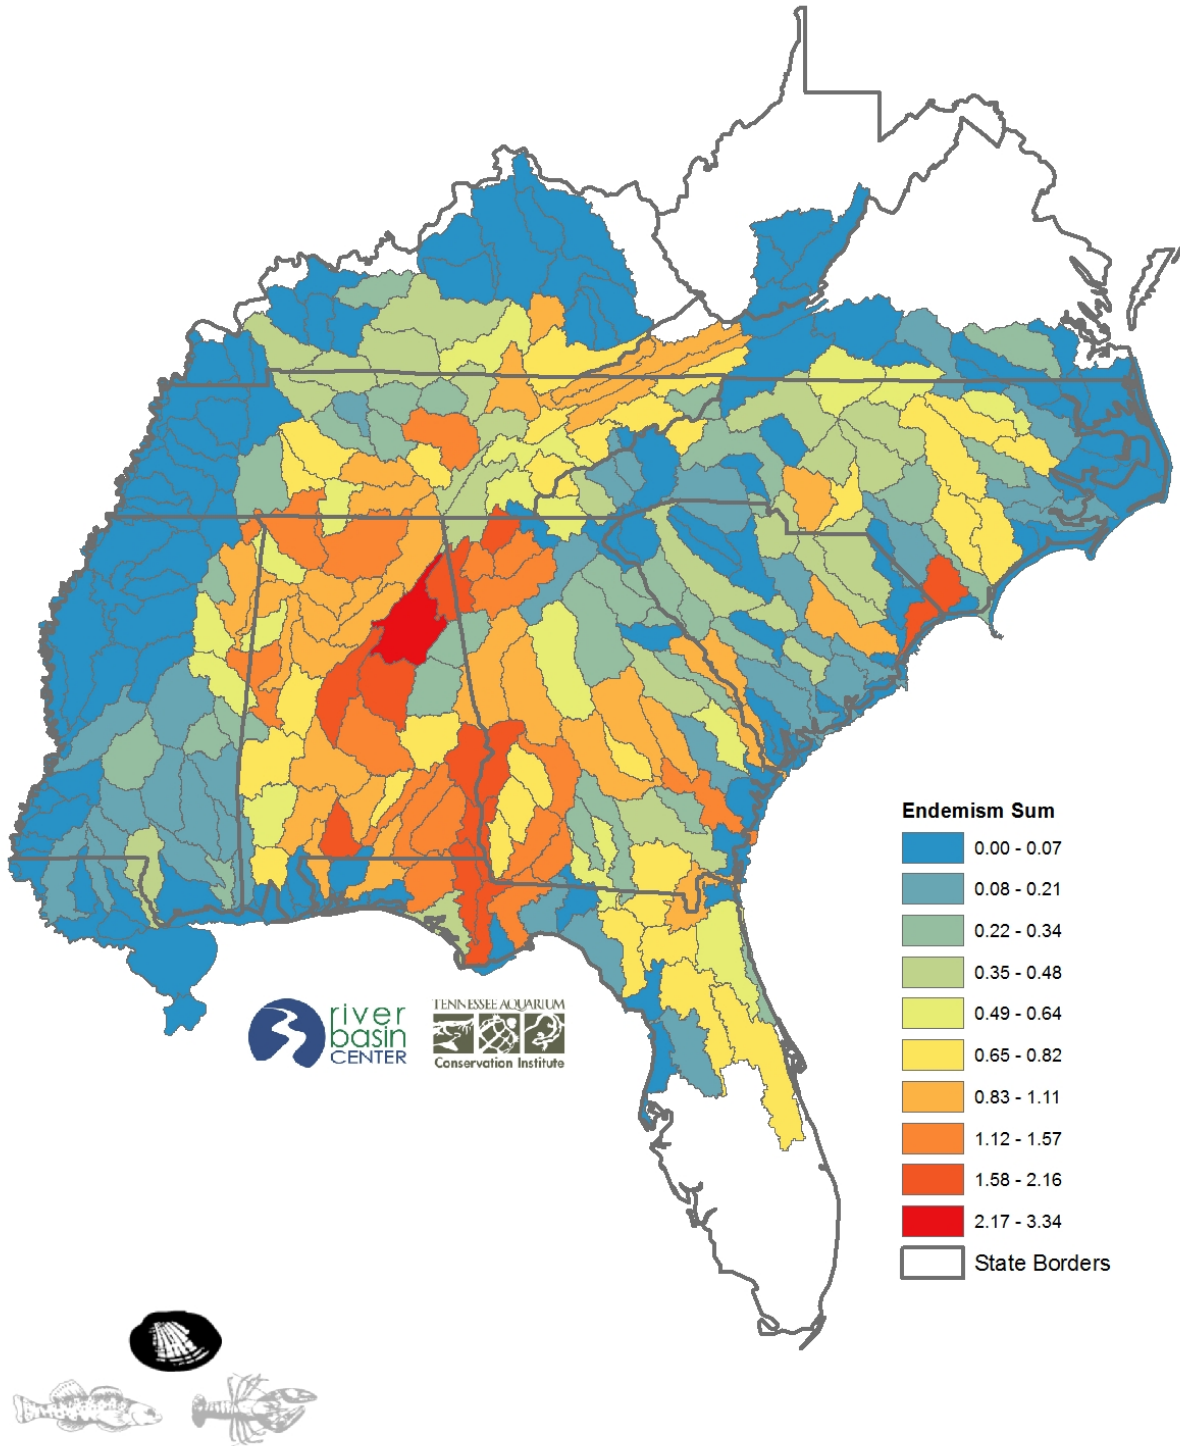 Endemism Sum
0.00 - 0.07
0.08 - 0.21
0.22 - 0.34
0.35 - 0.48
0.49 - 0.64
0.65 - 0.82
0.83 - 1.11
1.12 - 1.57
1.58 - 2.16
2.17 - 3.34
State Borders
river
basin
CENTER
TENNESSEE AQUARIUM
Conservation Institute